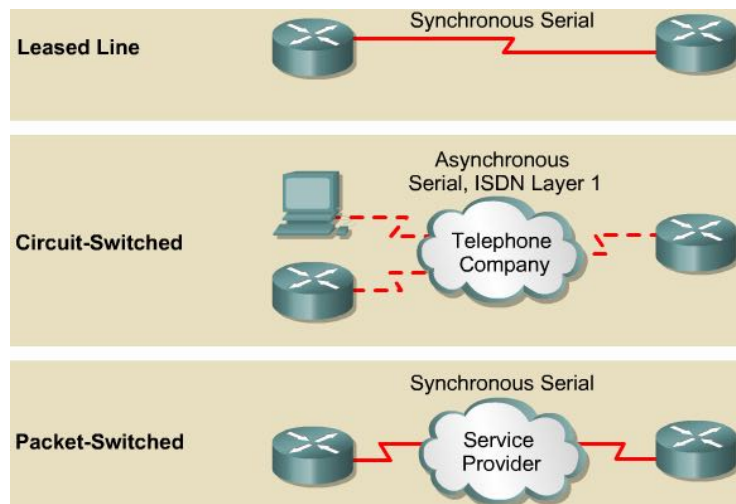 Synchronous Serial
Leased Line
Asynchronous
Serial, ISDN Layer 1
Circuit-Switched
Telephone
Company
Synchronous Serial
Packet-Switched
Service
Provider